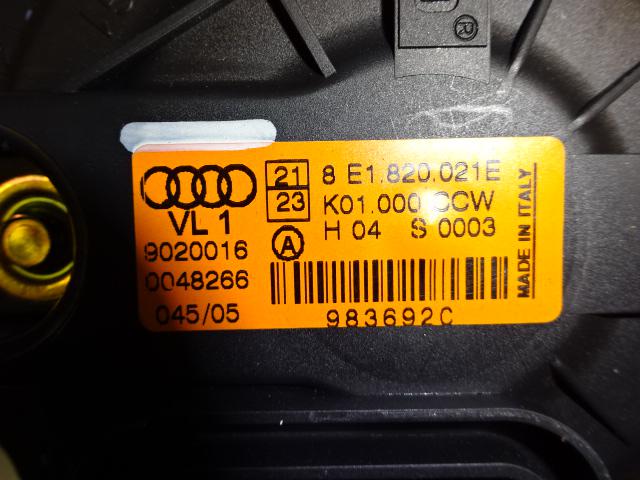 ®
VL 1
9020016
0048266
045/05
21
23
A
8 E1.820.021E
K01.000 CCW
H 04 S 0003
983692C
MADE IN ITALY